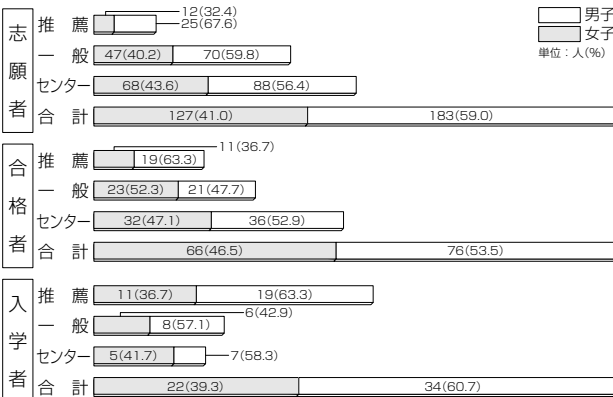 男子
女子
単位:人(%)
志願者
推薦 12(32.4) 25(67.6)
一般 47(40.2) 70(59.8)
センター 68(43.6) 88(56.4)
合計 127(41.0) 183(59.0)
合格者
推薦 11(36.7) 19(63.3)
一般 23(52.3) 21(47.7)
センター 32(47.1) 36(52.9)
合計 66(46.5) 76(53.5)
入学者
推薦 11(36.7) 19(63.3)
一般 6(42.9) 8(57.1)
センター 5(41.7) 7(58.3)
合計 22(39.3) 34(60.7)